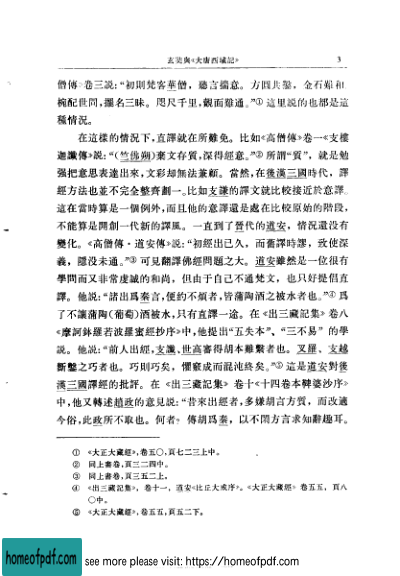 玄奘與《大唐西域記》 3
僧傳》卷三説：“初則梵客華僧，聽言揣意。方圓共鑿，金石難和
椀配世間，擺名三昧。咫尺千里，覿面難通。”① 這里説的也都是這
種情況。
在這樣的情況下，直譯就在所難免。比如《高僧傳》卷一《支樓
迦讖傳》説：“(竺佛朔)棄文存質，深得經意。”② 所謂“質”，就是勉
强把意思表達出來，文彩却無法兼顧。當然，在後漢三國時代，譯
經方法也並不完全整齊劃一。比如支謙的譯文就比較接近於意譯
這在當時算是一個例外，而且他的意譯還是處在比較原始的階段，
不能算是開創一代新的譯風。一直到了晉代的道安，情況還没有
變化。《高僧傳·道安傳》説：“初經出已久，而舊譯時謬，致使深
義，隱没未通。”③ 可見翻譯佛經問題之大。道安雖然是一位很有
學問而又非常虔誠的和尚，但由于自己不通梵文，也只好提倡直
譯。他説：“諸出爲秦言，便約不煩者，皆蒲陶酒之被水者也。”④ 爲
了不讓蒲陶(葡萄)酒被水，只有直譯一途。在《出三藏記集》卷八
《摩訶鉢羅若波羅蜜經抄序》中，他提出“五失本”、“三不易”的學
説。他説：“前人出經，支讖、世高審得胡本難繫者也。叉羅、支越
斵鑿之巧者也。巧則巧矣，懼竅成而混沌終矣。”⑤ 這是道安對後
漢三國譯經的批評。在《出三藏記集》卷十《十四卷本鞞婆沙序》
中，他又轉述趙政的意見説：“昔來出經者，多嫌胡言方質，而改適
今俗，此政所不取也。何者？傳胡爲秦，以不閑方言求知辭趣耳。
① 《大正大藏經》，卷五〇，頁七二三上中。
② 同上書卷，頁三二四中。
③ 同上書卷，頁三五二上。
④ 《出三藏記集》，卷十一，道安《比丘大戒序》。《大正大藏經》卷五五，頁八
〇中。
⑤ 《大正大藏經》，卷五五，頁五二下。
homeofpdf.com
see more please visit: https://homeofpdf.com